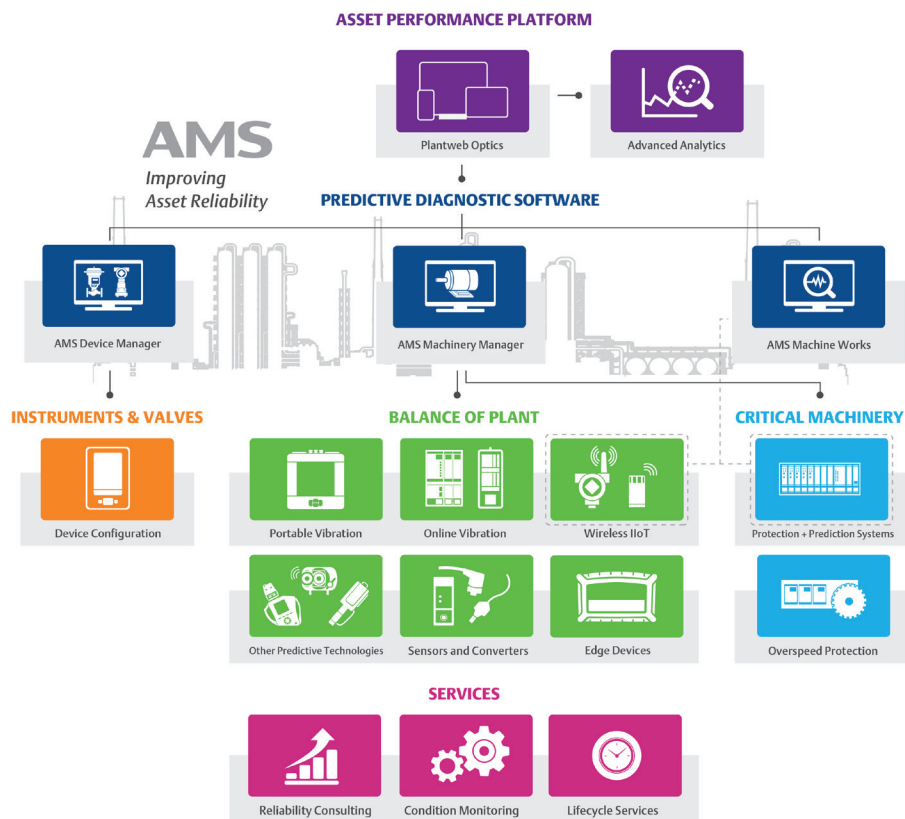 ASSET PERFORMANCE PLATFORM
Plantweb Optics
Advanced Analytics
AMS
Improving
Asset Reliability
PREDICTIVE DIAGNOSTIC SOFTWARE
AMS Device Manager
AMS Machinery Manager
AMS Machine Works
INSTRUMENTS & VALVES
BALANCE OF PLANT
CRITICAL MACHINERY
Device Configuration
Portable Vibration
Online Vibration
Wireless IIoT
Protection + Prediction Systems
Other Predictive Technologies
Sensors and Converters
Edge Devices
Overspeed Protection
SERVICES
Reliability Consulting
Condition Monitoring
Lifecycle Services